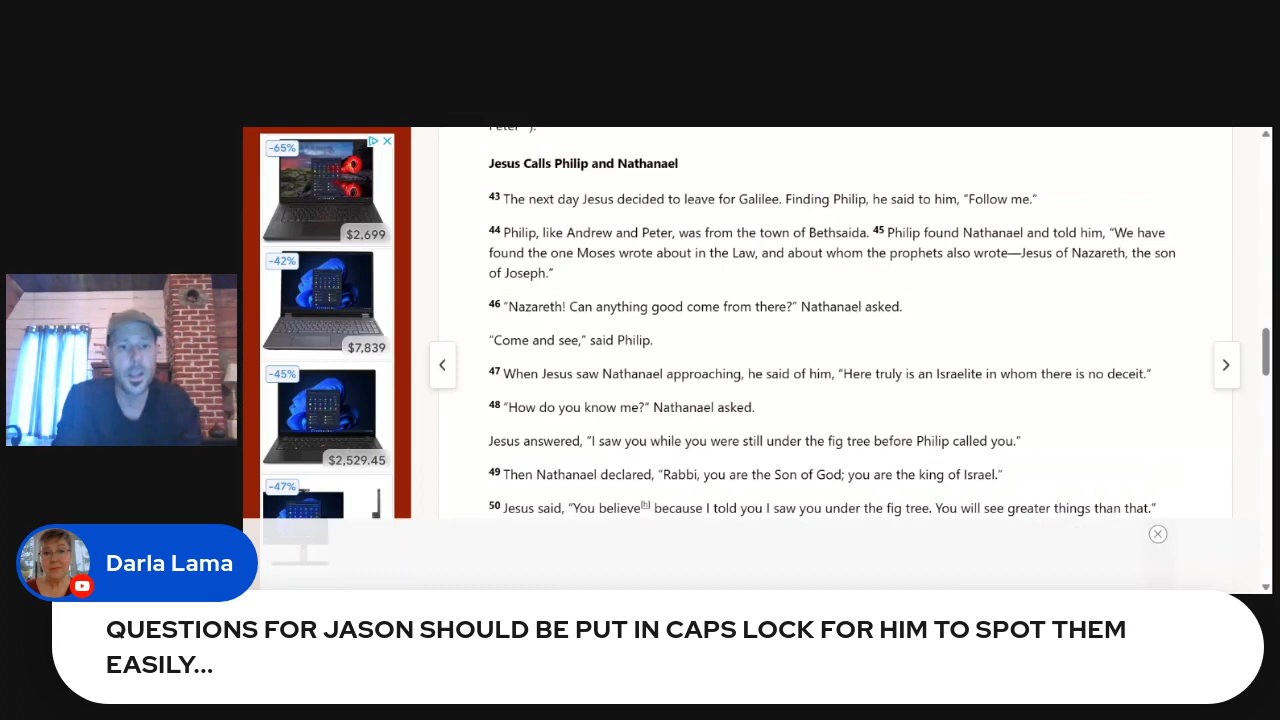 Peter").
Jesus Calls Philip and Nathanael
43 The next day Jesus decided to leave for Galilee. Finding Philip, he said to him, “Follow me.”
44 Philip, like Andrew and Peter, was from the town of Bethsaida. 45 Philip found Nathanael and told him, “We have
found the one Moses wrote about in the Law, and about whom the prophets also wrote—Jesus of Nazareth, the son
of Joseph.”
46 “Nazareth! Can anything good come from there?” Nathanael asked.
“Come and see,” said Philip.
47 When Jesus saw Nathanael approaching, he said of him, “Here truly is an Israelite in whom there is no deceit.”
48 “How do you know me?” Nathanael asked.
Jesus answered, “I saw you while you were still under the fig tree before Philip called you.”
49 Then Nathanael declared, “Rabbi, you are the Son of God; you are the king of Israel.”
50 Jesus said, “You believe[h] because I told you I saw you under the fig tree. You will see greater things than that.”
-65%
$2,699
-42%
$7,839
-45%
$2,529.45
-47%
Darla Lama
QUESTIONS FOR JASON SHOULD BE PUT IN CAPS LOCK FOR HIM TO SPOT THEM
EASILY...